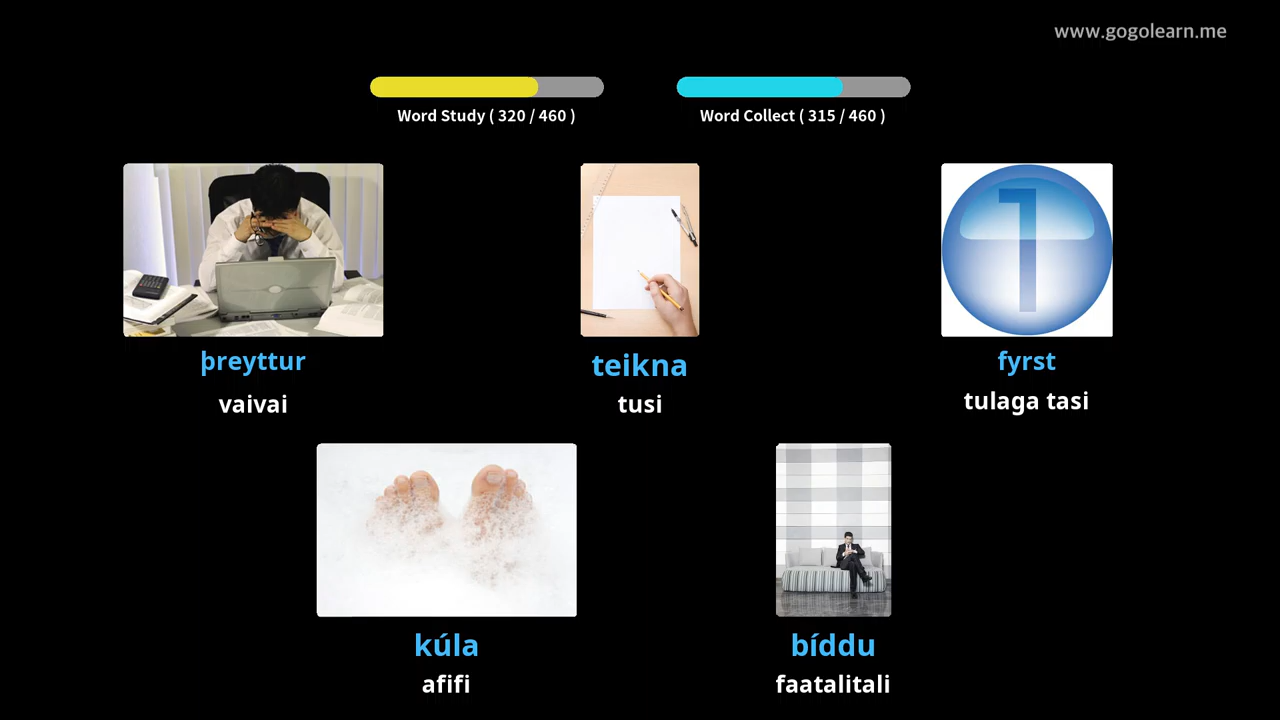 www.gogolearn.me
Word Study ( 320 / 460 )
Word Collect ( 315 / 460 )
þreyttur
vaivai
teikna
tusi
fyrst
tulaga tasi
kúla
afifi
bíddu
faatalitali